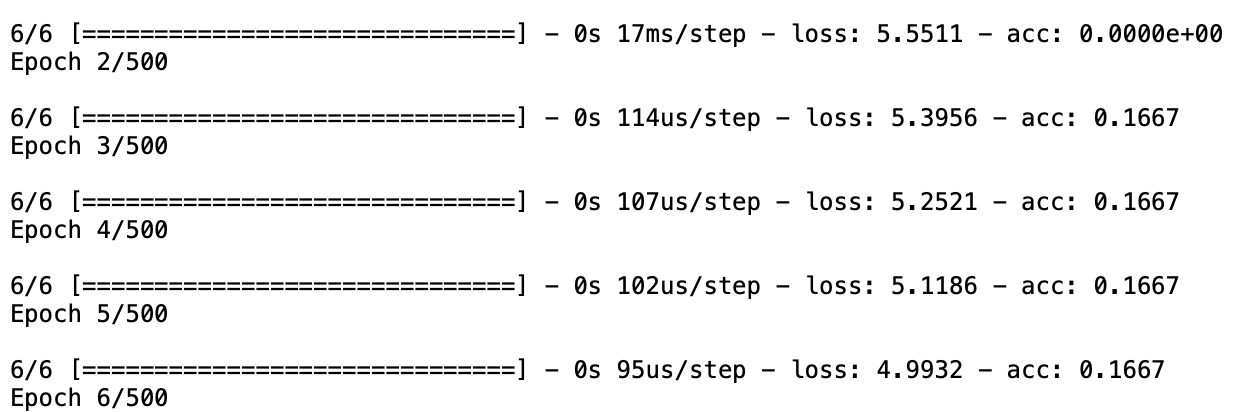 6/6 [==============================] - 0s 17ms/step - loss: 5.5511 - acc: 0.0000e+00
Epoch 2/500
6/6 [==============================] - 0s 114us/step - loss: 5.3956 - acc: 0.1667
Epoch 3/500
6/6 [==============================] - 0s 107us/step - loss: 5.2521 - acc: 0.1667
Epoch 4/500
6/6 [==============================] - 0s 102us/step - loss: 5.1186 - acc: 0.1667
Epoch 5/500
6/6 [==============================] - 0s 95us/step - loss: 4.9932 - acc: 0.1667
Epoch 6/500